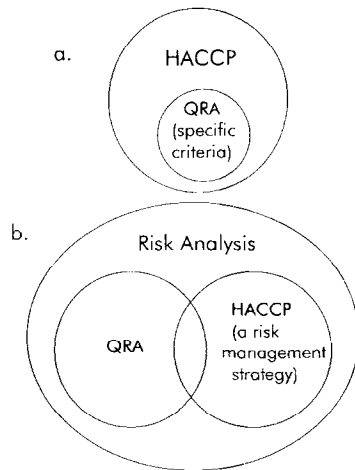 a.
HACCP
QRA
(specific
criteria)
b.
Risk Analysis
QRA
HACCP
(a risk
management
strategy)